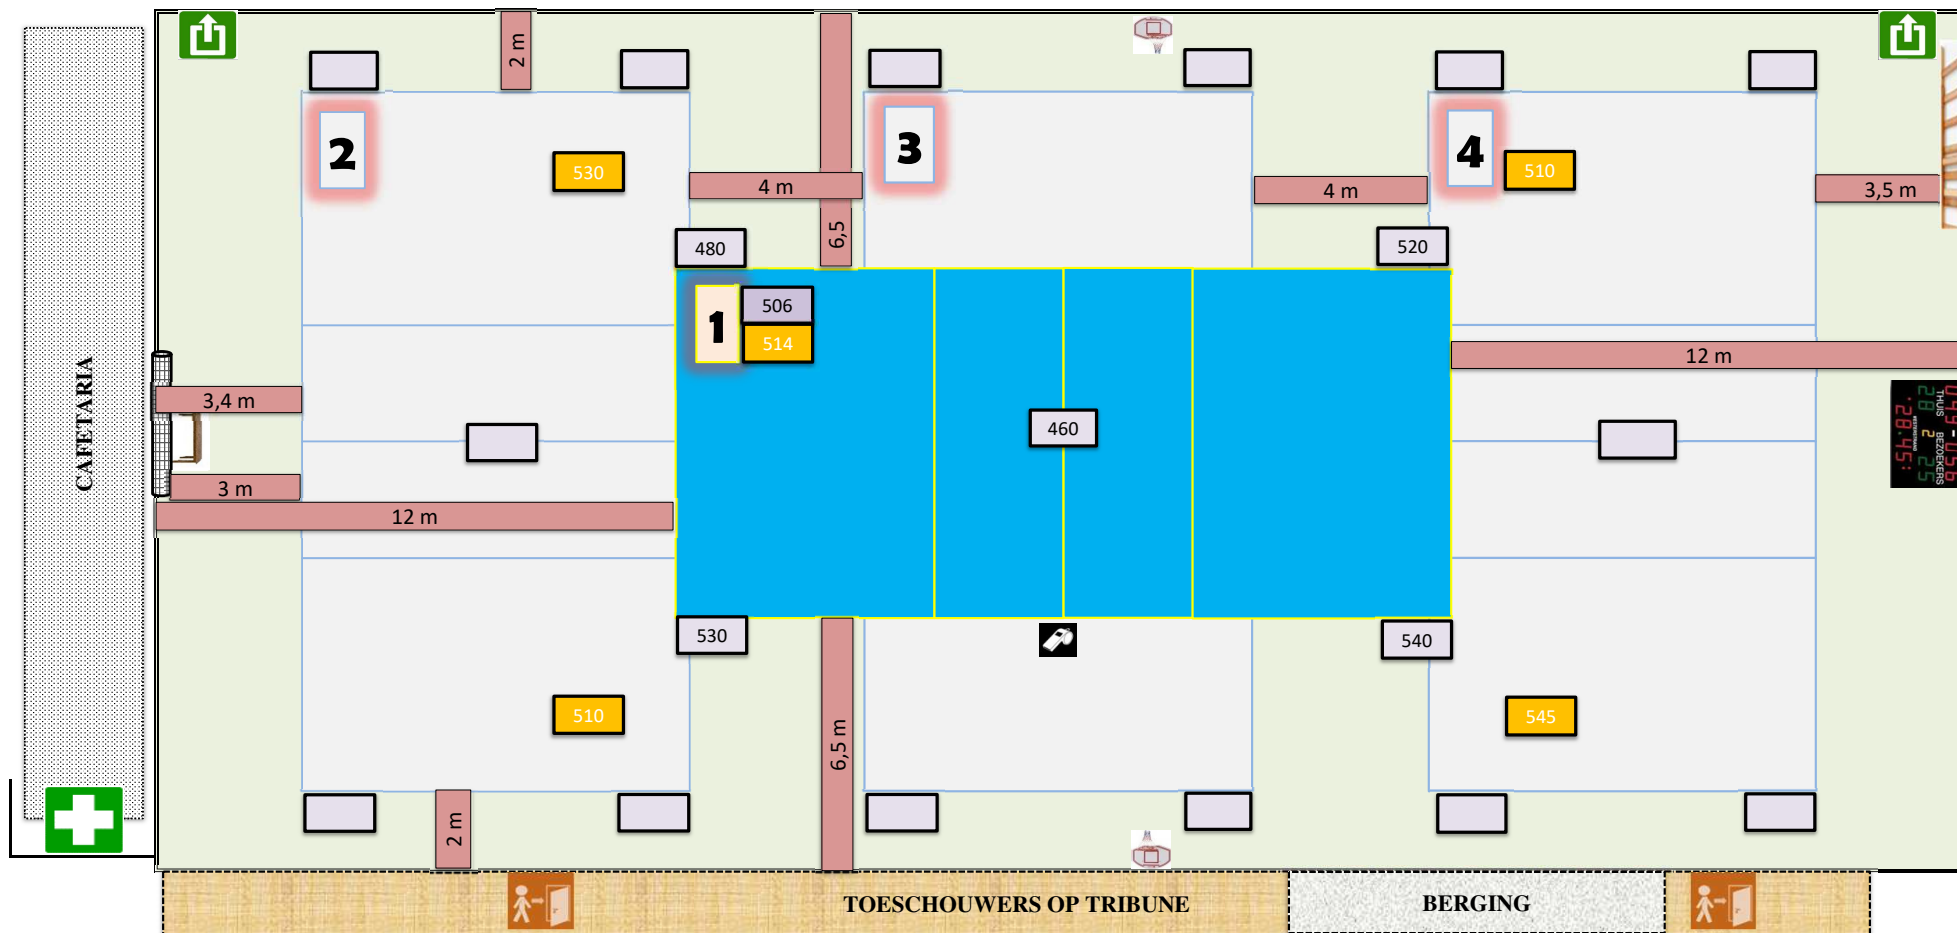 2 m
2
530
4 m
6,5
3
4 m
4
510
3,5 m
480
520
1
506
514
12 m
CAFETARIA
3,4 m
460
THUIS
BEZOEKERS
3 m
12 m
530
540
510
6,5 m
545
2 m
TOESCHOUWERS OP TRIBUNE
BERGING